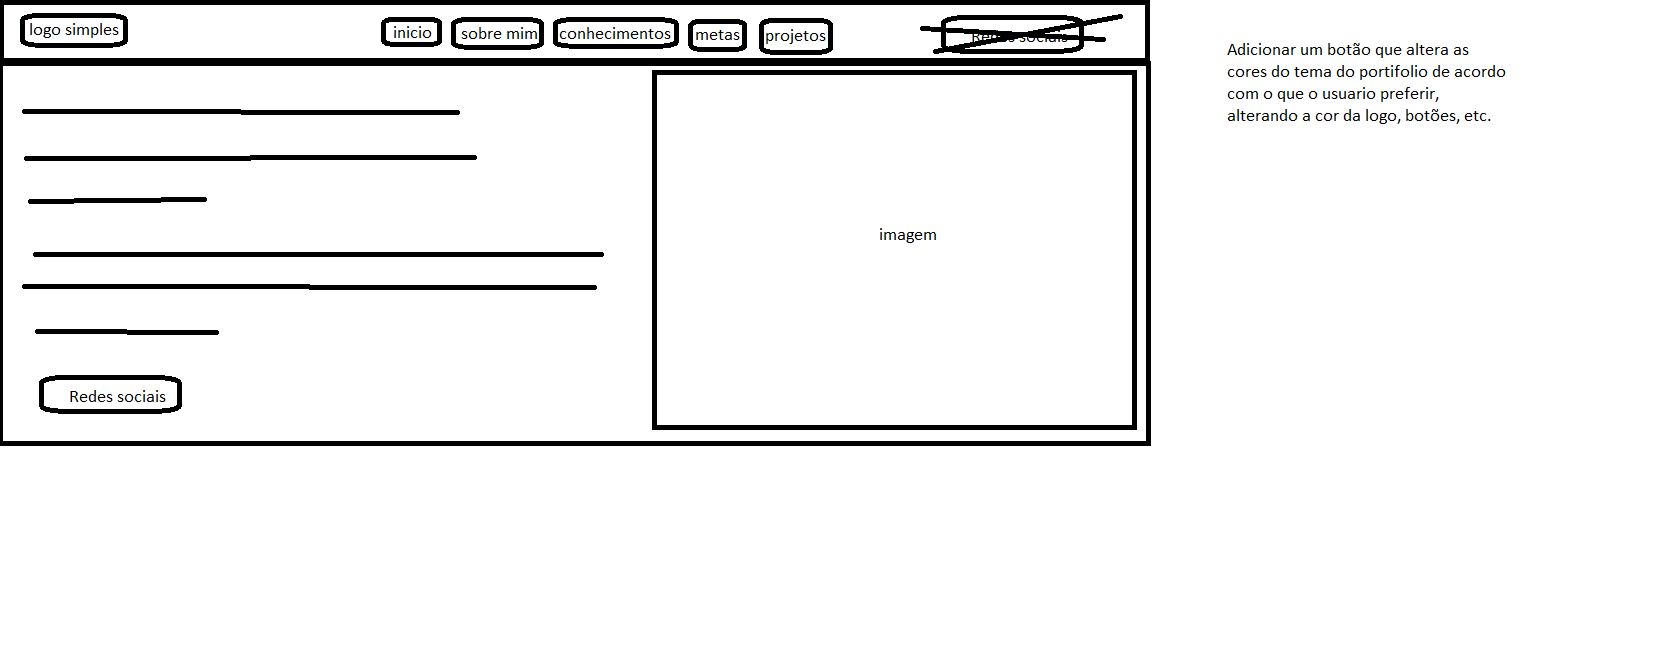 logo simples
inicio
sobre mim
conhecimentos
metas
projetos
Redes sociais
Adicionar um botão que altera as
cores do tema do portifolio de acordo
com o que o usuario preferir,
alterando a cor da logo, botões, etc.
imagem
Redes sociais